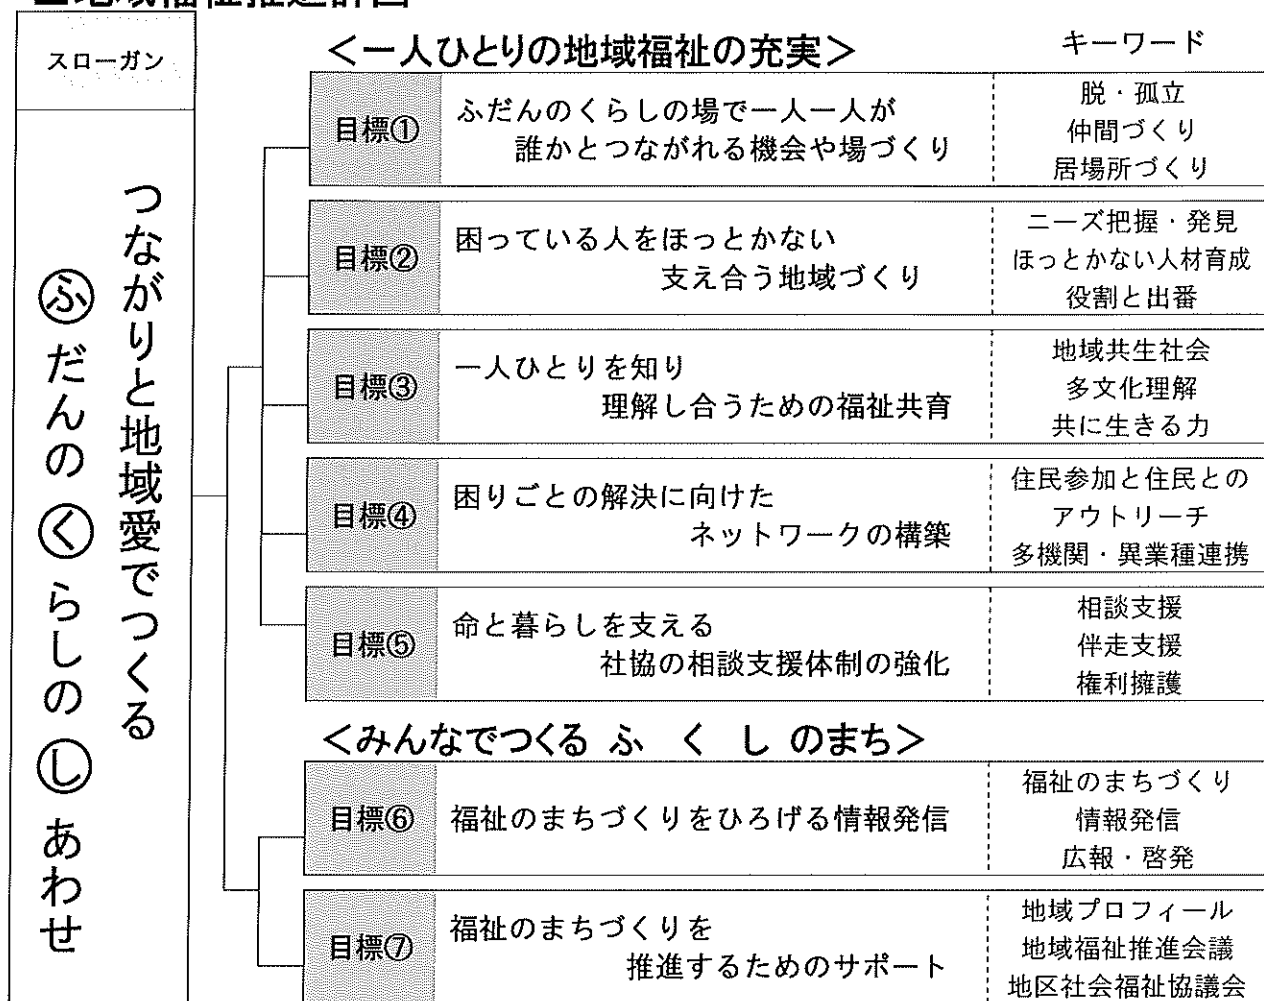 ■地域福祉推進計画
スローガン
つながりと地域愛でつくる
ふだんのくらしのしあわせ
<一人ひとりの地域福祉の充実>
キーワード
目標①
ふだんのくらしの場で一人一人が
誰かとつながれる機会や場づくり
脱・孤立
仲間づくり
居場所づくり
目標②
困っている人をほっとかない
支え合う地域づくり
ニーズ把握・発見
ほっとかない人材育成
役割と出番
目標③
一人ひとりを知り
理解し合うための福祉共育
地域共生社会
多文化理解
共に生きる力
目標④
困りごとの解決に向けた
ネットワークの構築
住民参加と住民との
アウトリーチ
多機関・異業種連携
目標⑤
命と暮らしを支える
社協の相談支援体制の強化
相談支援
伴走支援
権利擁護
<みんなでつくる ふ く し のまち>
目標⑥
福祉のまちづくりをひろげる情報発信
福祉のまちづくり
情報発信
広報・啓発
目標⑦
福祉のまちづくりを
推進するためのサポート
地域プロフィール
地域福祉推進会議
地区社会福祉協議会